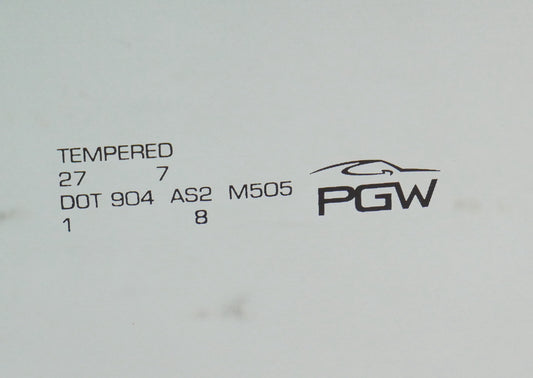 TEMPERED
27 7
DOT 904 AS2 M505
1 8
PGW